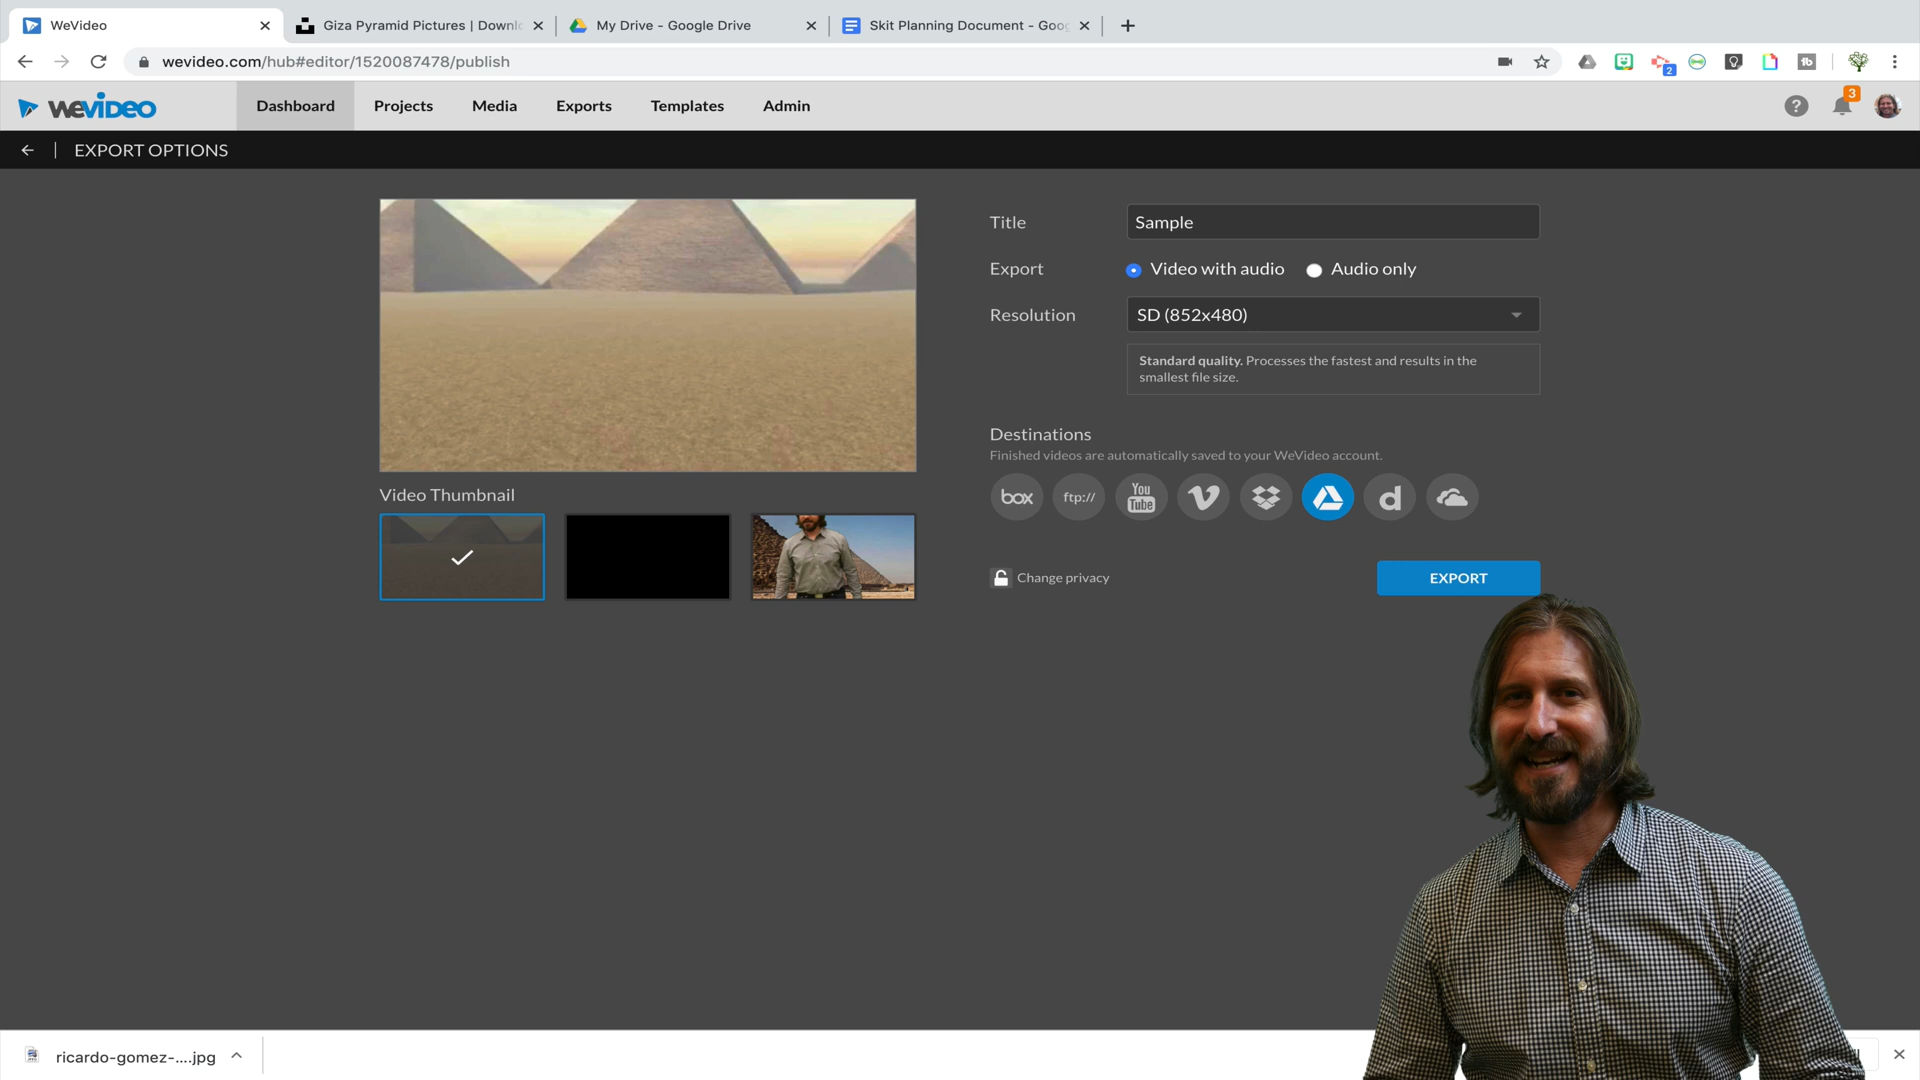 WeVideo
Giza Pyramid Pictures | Downl
My Drive - Google Drive
Skit Planning Document - Goog
wevideo.com/hub#editor/1520087478/publish
2
WEVIDEO
Dashboard
Projects
Media
Exports
Templates
Admin
3
EXPORT OPTIONS
Title
Sample
Export
Video with audio
Audio only
Resolution
SD (852x480)
Standard quality. Processes the fastest and results in the
smallest file size.
Destinations
Finished videos are automatically saved to your WeVideo account.
box
ftp://
You
Tube
d
Video Thumbnail
Change privacy
EXPORT
ricardo-gomez-....jpg